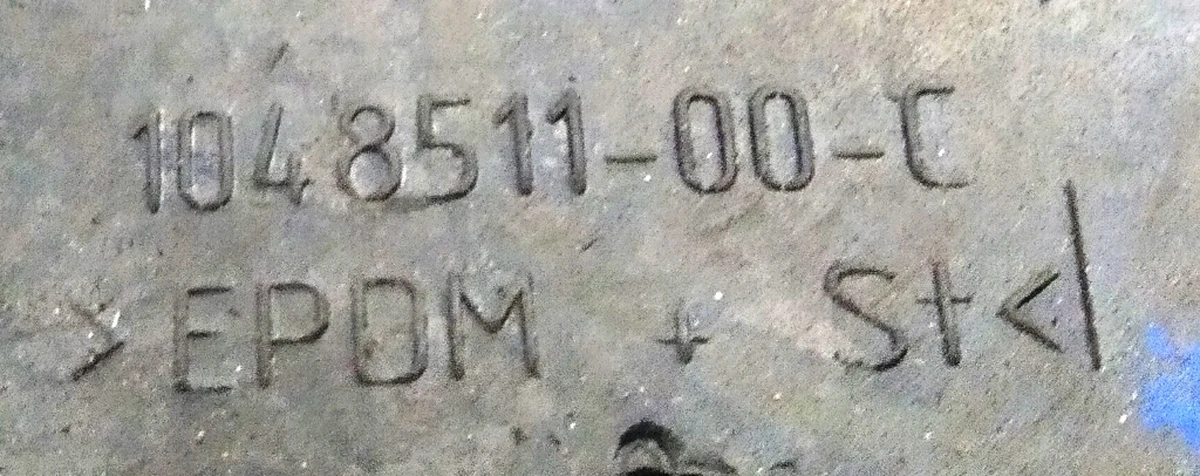 1048511-00-C
>EPDM + St<|